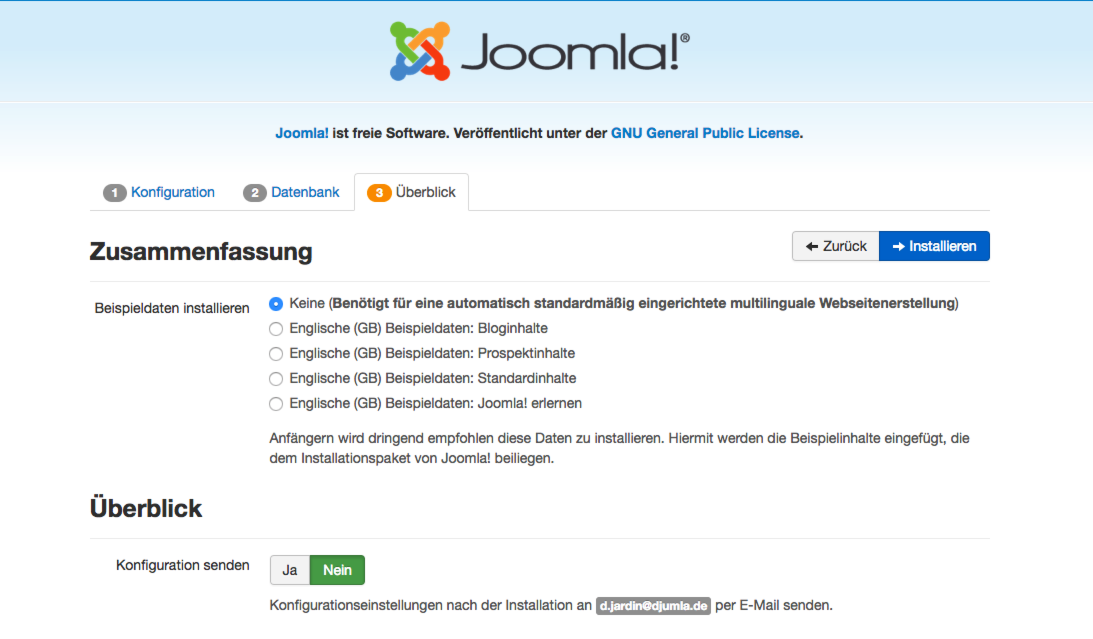 Joomla!®
Joomla! ist freie Software. Veröffentlicht unter der GNU General Public License.
1 Konfiguration 2 Datenbank 3 Überblick
Zusammenfassung
Zurück Installieren
Beispieldaten installieren
Keine (Benötigt für eine automatisch standardmäßig eingerichtete multilinguale Webseitenerstellung)
Englische (GB) Beispieldaten: Bloginhalte
Englische (GB) Beispieldaten: Prospektinhalte
Englische (GB) Beispieldaten: Standardinhalte
Englische (GB) Beispieldaten: Joomla! erlernen
Anfängern wird dringend empfohlen diese Daten zu installieren. Hiermit werden die Beispielinhalte eingefügt, die
dem Installationspaket von Joomla! beiliegen.
Überblick
Konfiguration senden
Ja Nein
Konfigurationseinstellungen nach der Installation an d.jardin@djumla.de per E-Mail senden.